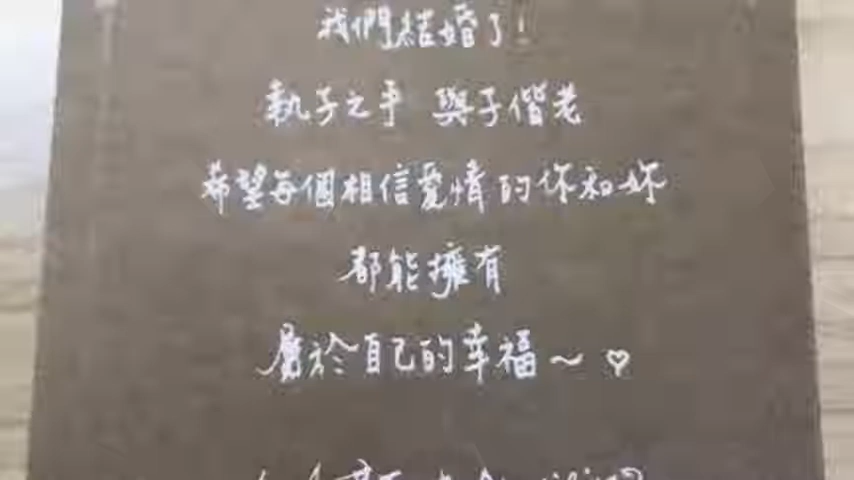 我們結婚了!
執子之手 與子偕老
希望每個相信愛情的你和妳
都能擁有
屬於自己的幸福~♡